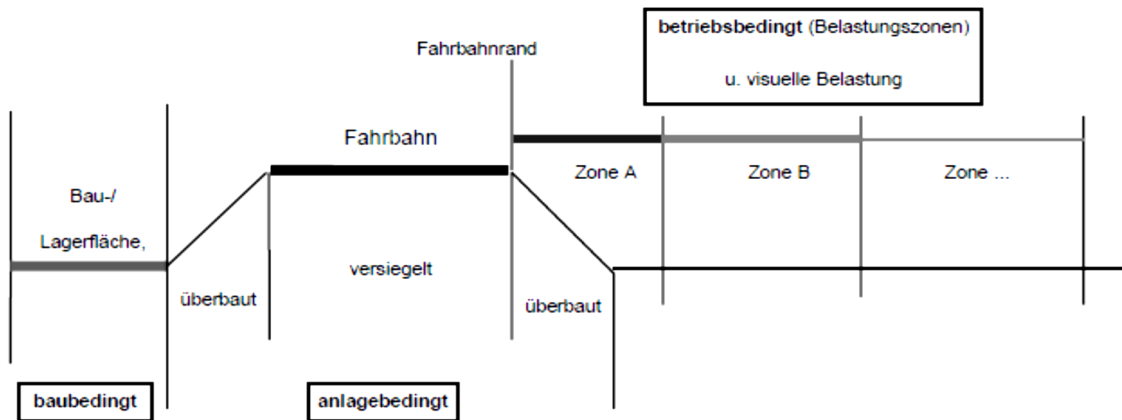 betriebsbedingt (Belastungszonen)
u. visuelle Belastung
Fahrbahnrand
Fahrbahn
Zone A
Zone B
Zone ...
Bau-/
Lagerfläche,
versiegelt
überbaut
überbaut
baubedingt
anlagebedingt